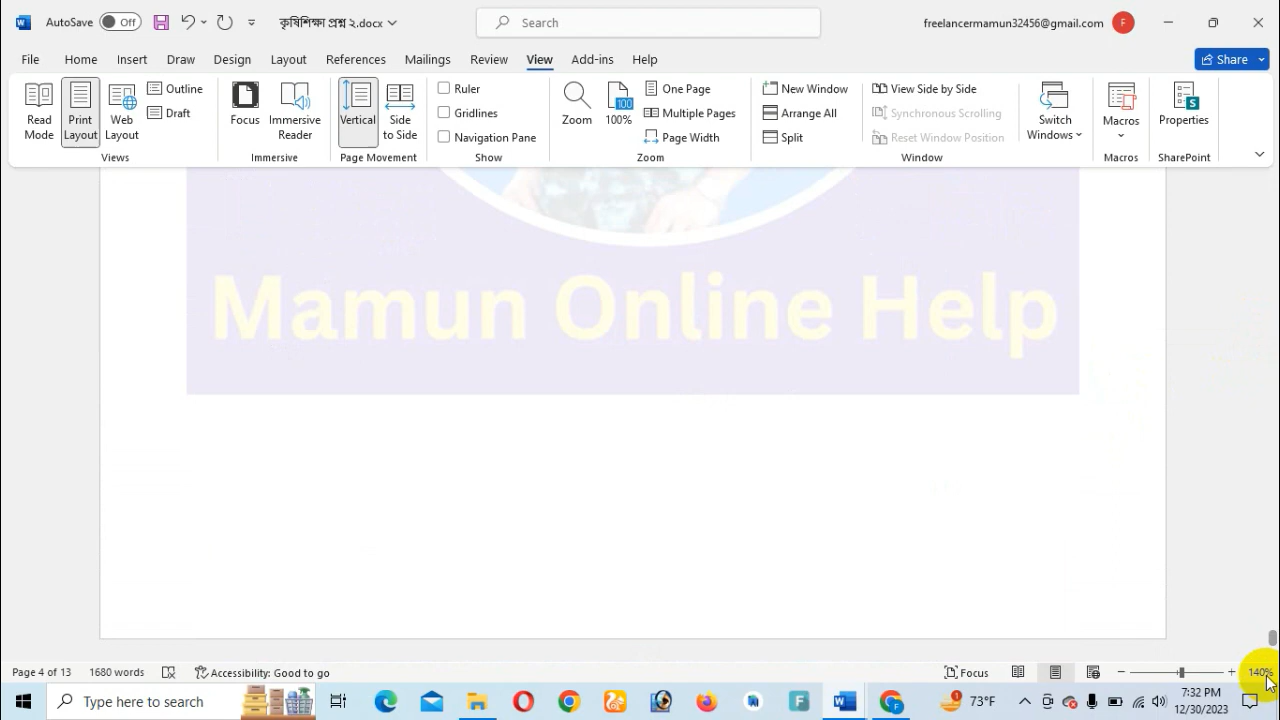 AutoSave Off কৃষিশিক্ষা প্রশ্ন ২.docx Search freelancermamun32456@gmail.com F
File Home Insert Draw Design Layout References Mailings Review View Add-ins Help Share
Read Mode
Print Layout
Web Layout
Outline
Draft
Views
Focus
Immersive Reader
Immersive
Vertical
Side to Side
Page Movement
Ruler
Gridlines
Navigation Pane
Show
Zoom
100
100%
One Page
Multiple Pages
Page Width
Zoom
New Window
Arrange All
Split
View Side by Side
Synchronous Scrolling
Reset Window Position
Switch Windows
Window
Macros
Macros
Properties
SharePoint
Mamun Online Help
Page 4 of 13 1680 words Accessibility: Good to go Focus 140%
Type here to search 73°F 7:32 PM
12/30/2023